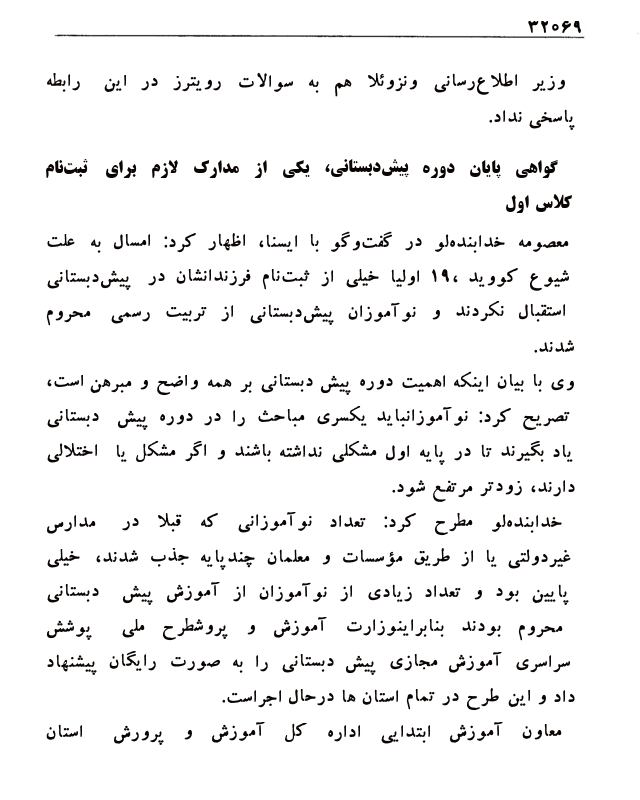 ۳۲۰۶۹
وزیر اطلاع‌رسانی ونزوئلا هم به سوالات رویترز در این رابطه
پاسخی نداد.
گواهی پایان دوره پیش‌دبستانی، یکی از مدارک لازم برای ثبت‌نام
کلاس اول
معصومه خدابنده‌لو در گفت‌وگو با ایسنا، اظهار کرد: امسال به علت
شیوع کووید ،۱۹ اولیا خیلی از ثبت‌نام فرزندانشان در پیش‌دبستانی
استقبال نکردند و نوآموزان پیش‌دبستانی از تربیت رسمی محروم
شدند.
وی با بیان اینکه اهمیت دوره پیش دبستانی بر همه واضح و مبرهن است،
تصریح کرد: نوآموزانباید یکسری مباحث را در دوره پیش دبستانی
یاد بگیرند تا در پایه اول مشکلی نداشته باشند و اگر مشکل یا اختلالی
دارند، زودتر مرتفع شود.
خدابنده‌لو مطرح کرد: تعداد نوآموزانی که قبلا در مدارس
غیردولتی یا از طریق مؤسسات و معلمان چندپایه جذب شدند، خیلی
پایین بود و تعداد زیادی از نوآموزان از آموزش پیش دبستانی
محروم بودند بنابراینوزارت آموزش و پروشطرح ملی پوشش
سراسری آموزش مجازی پیش دبستانی را به صورت رایگان پیشنهاد
داد و این طرح در تمام استان ها درحال اجراست.
معاون آموزش ابتدایی اداره کل آموزش و پرورش استان